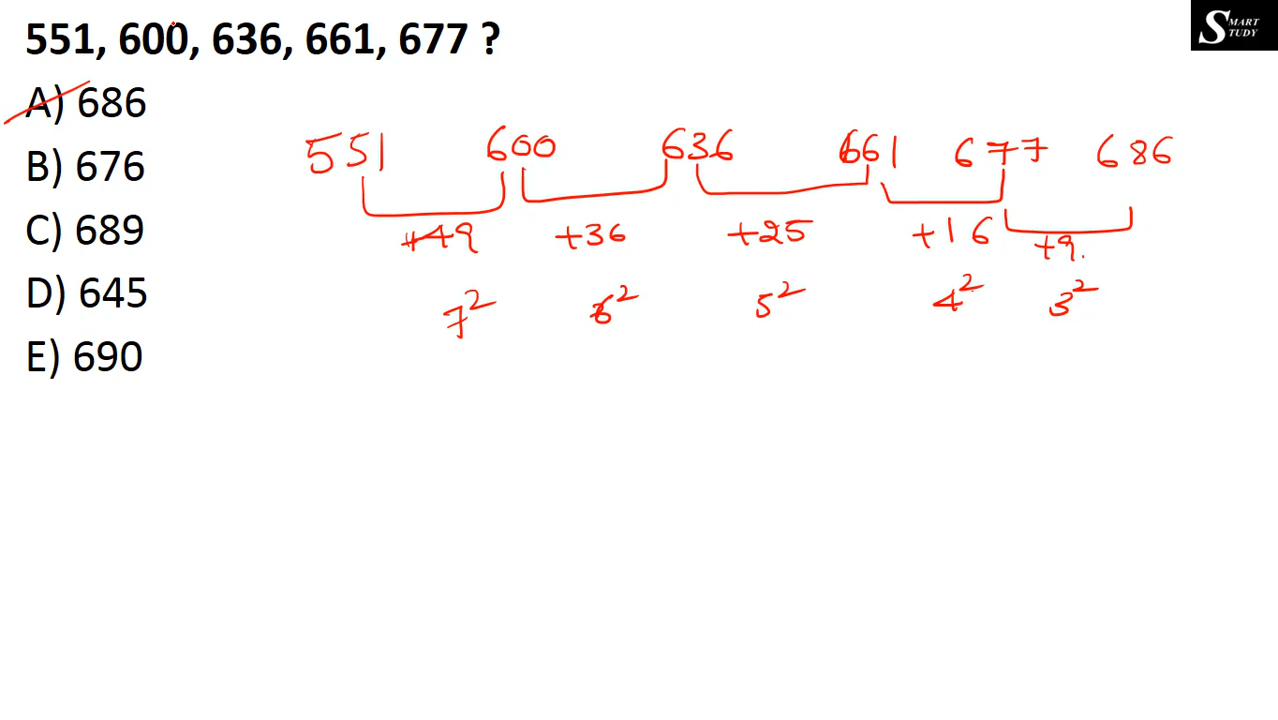 551, 600, 636, 661, 677 ?
SMART
STUDY
A) 686
B) 676
C) 689
D) 645
E) 690
551 600 636 661 677 686
+49 +36 +25 +16 +9.
7² 6² 5² 4² 3²